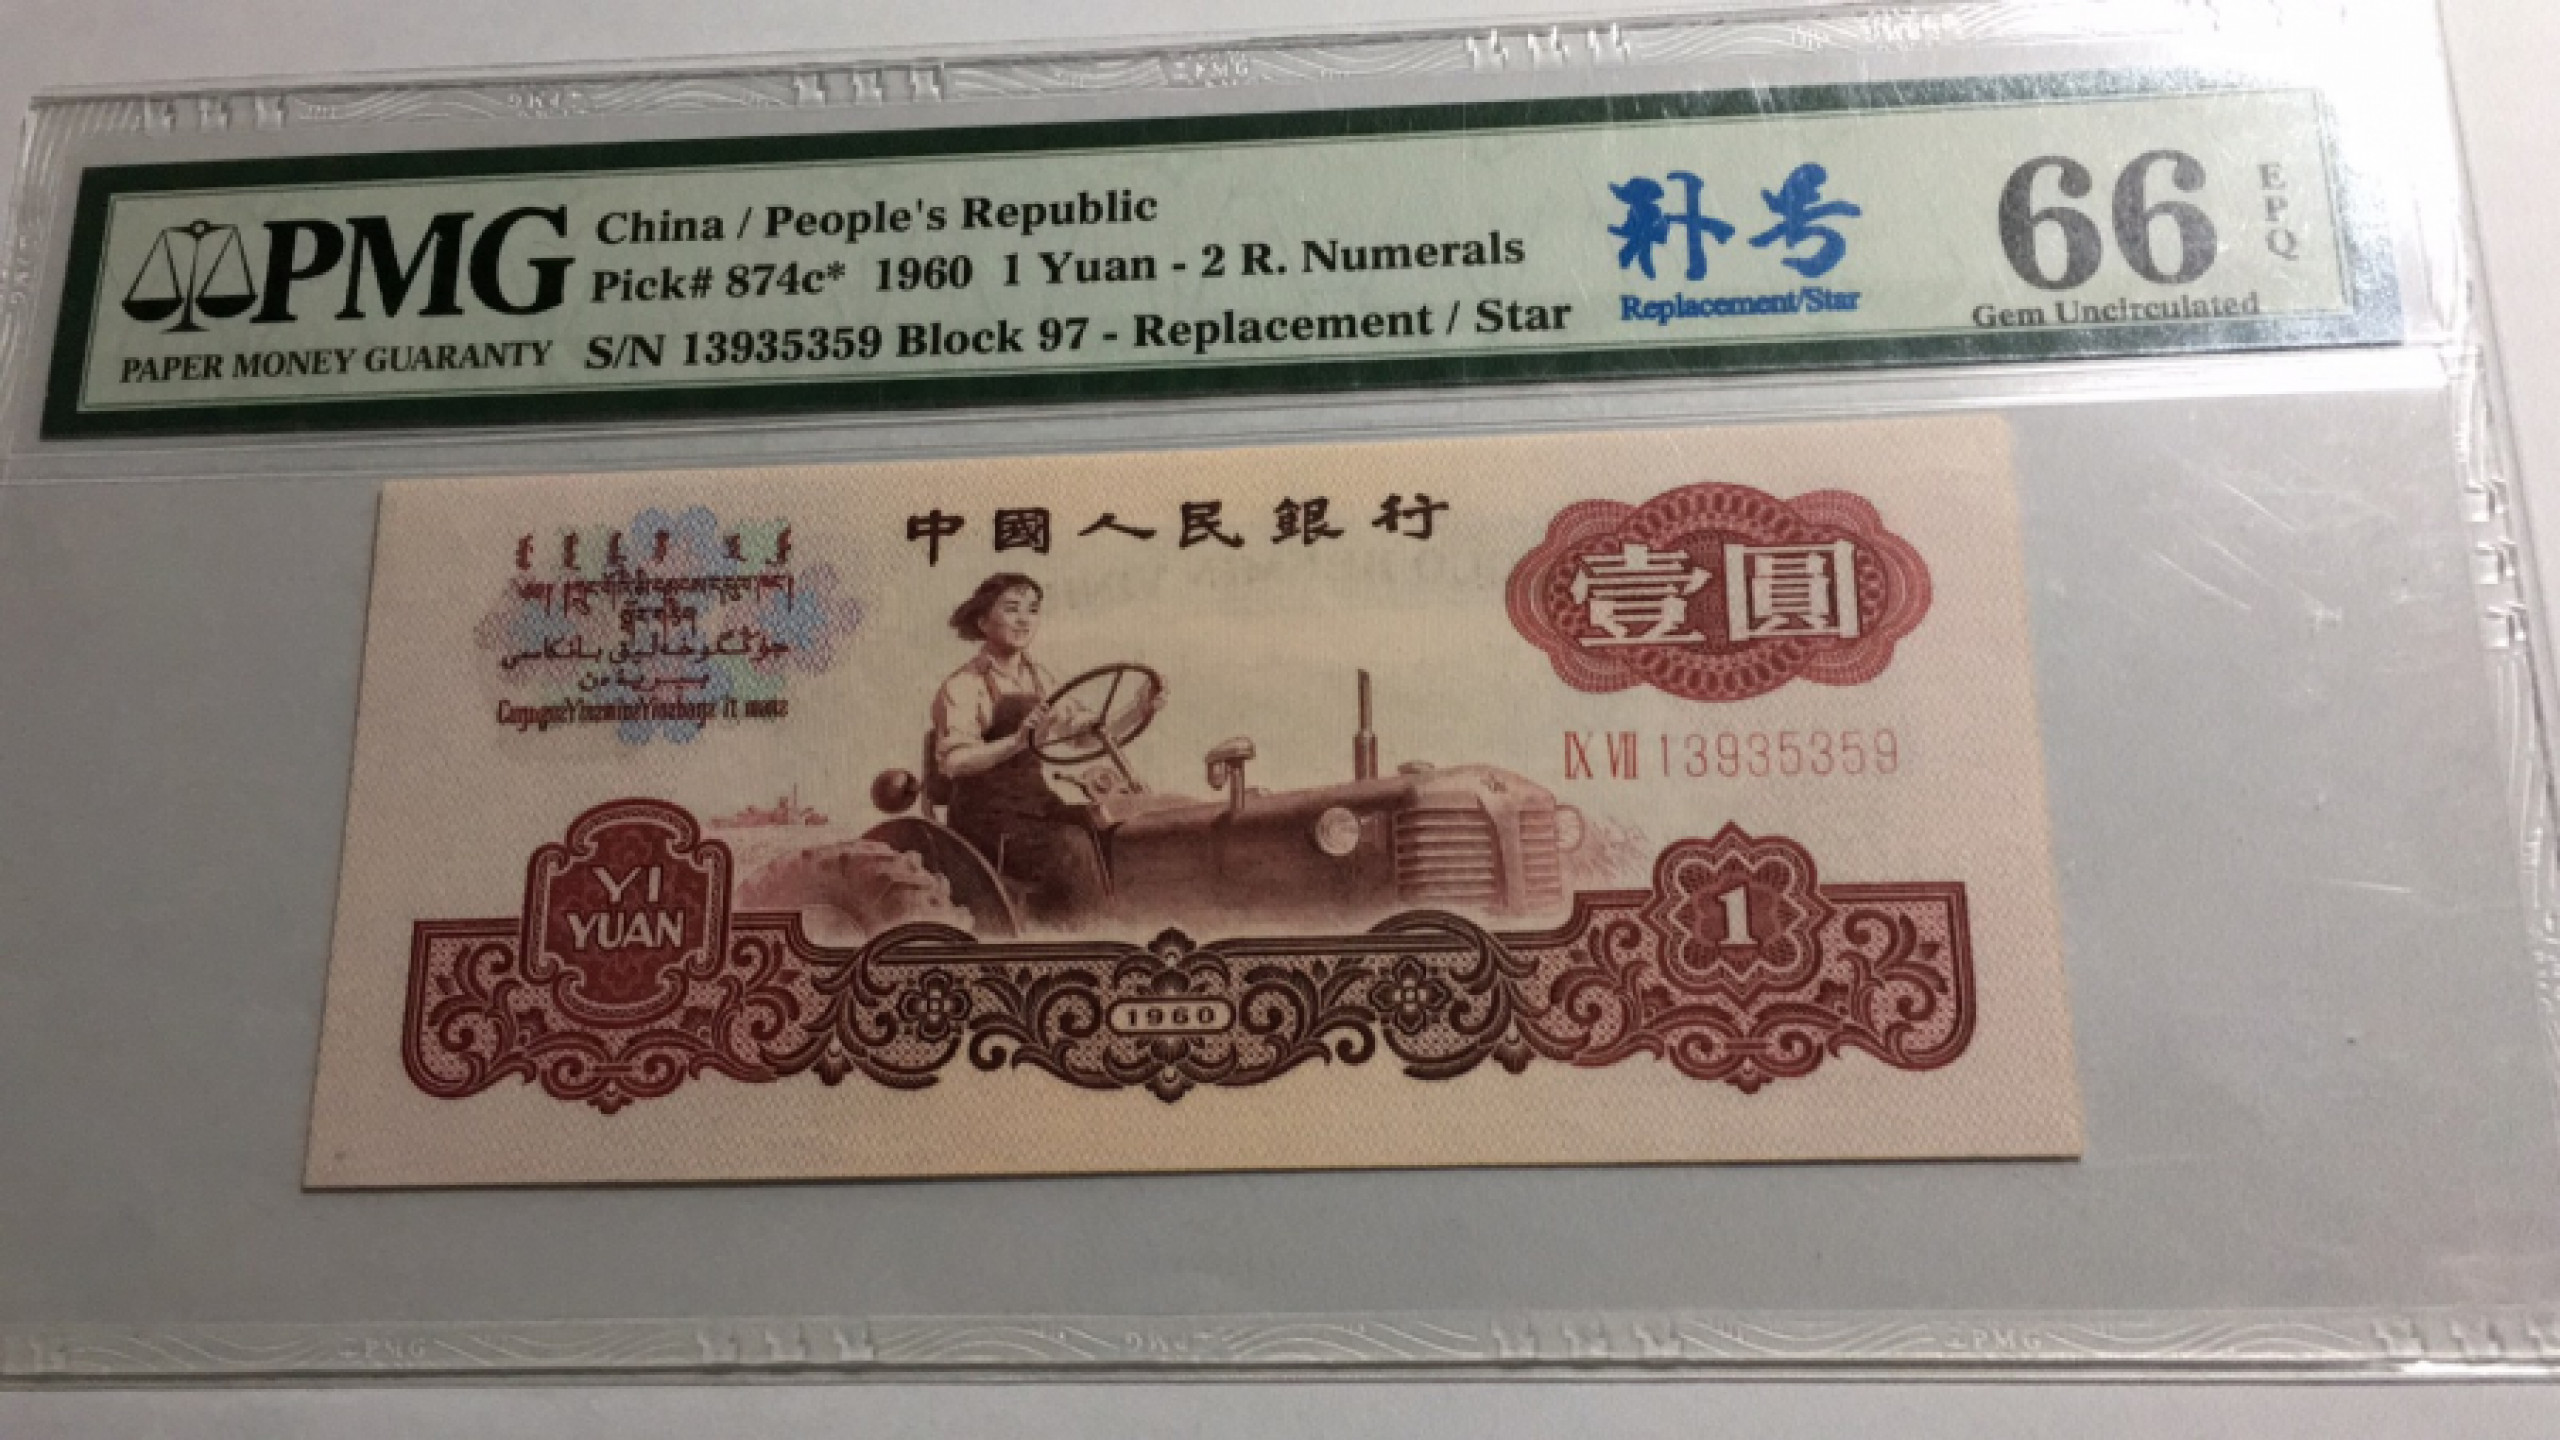 PMG
PAPER MONEY GUARANTY
China / People's Republic
Pick# 874c* 1960 1 Yuan - 2 R. Numerals
S/N 13935359 Block 97 - Replacement / Star
补号
Replacement/Star
66
EPQ
Gem Uncirculated
中國人民銀行
壹圓
IX VII 13935359
YI
YUAN
1
1960
PMG